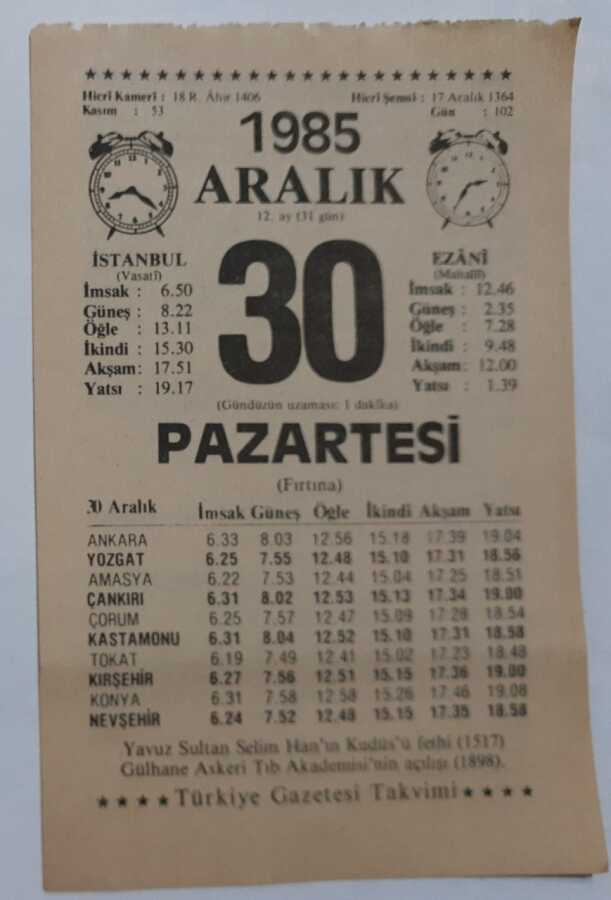 Hicrî Kamerî : 18 R. Âhir 1406
Kasım : 53
Hicrî Şemsî : 17 Aralık 1364
Gün : 102
1985
ARALIK
12. ay (31 gün)
30
İSTANBUL
(Vasatî)
İmsak : 6.50
Güneş : 8.22
Öğle : 13.11
İkindi : 15.30
Akşam: 17.51
Yatsı : 19.17
EZÂNÎ
(Mahallî)
İmsak : 12.46
Güneş : 2.35
Öğle : 7.28
İkindi : 9.48
Akşam: 12.00
Yatsı : 1.39
(Gündüzün uzaması: 1 dakîka)
PAZARTESİ
(Fırtına)
30 Aralık İmsak Güneş Öğle İkindi Akşam Yatsı
ANKARA 6.33 8.03 12.56 15.18 17.39 19.04
YOZGAT 6.25 7.55 12.48 15.10 17.31 18.56
AMASYA 6.22 7.53 12.44 15.04 17.25 18.51
ÇANKIRI 6.31 8.02 12.53 15.13 17.34 19.00
ÇORUM 6.25 7.57 12.47 15.09 17.28 18.54
KASTAMONU 6.31 8.04 12.52 15.10 17.31 18.58
TOKAT 6.19 7.49 12.41 15.02 17.23 18.48
KIRŞEHİR 6.27 7.56 12.51 15.15 17.36 19.00
KONYA 6.31 7.58 12.58 15.26 17.46 19.08
NEVŞEHİR 6.24 7.52 12.48 15.15 17.35 18.58
Yavuz Sultan Selim Han'ın Kudüs'ü fethi (1517)
Gülhane Askeri Tıb Akademisi'nin açılışı (1898).
★★★★Türkiye Gazetesi Takvimi★★★★